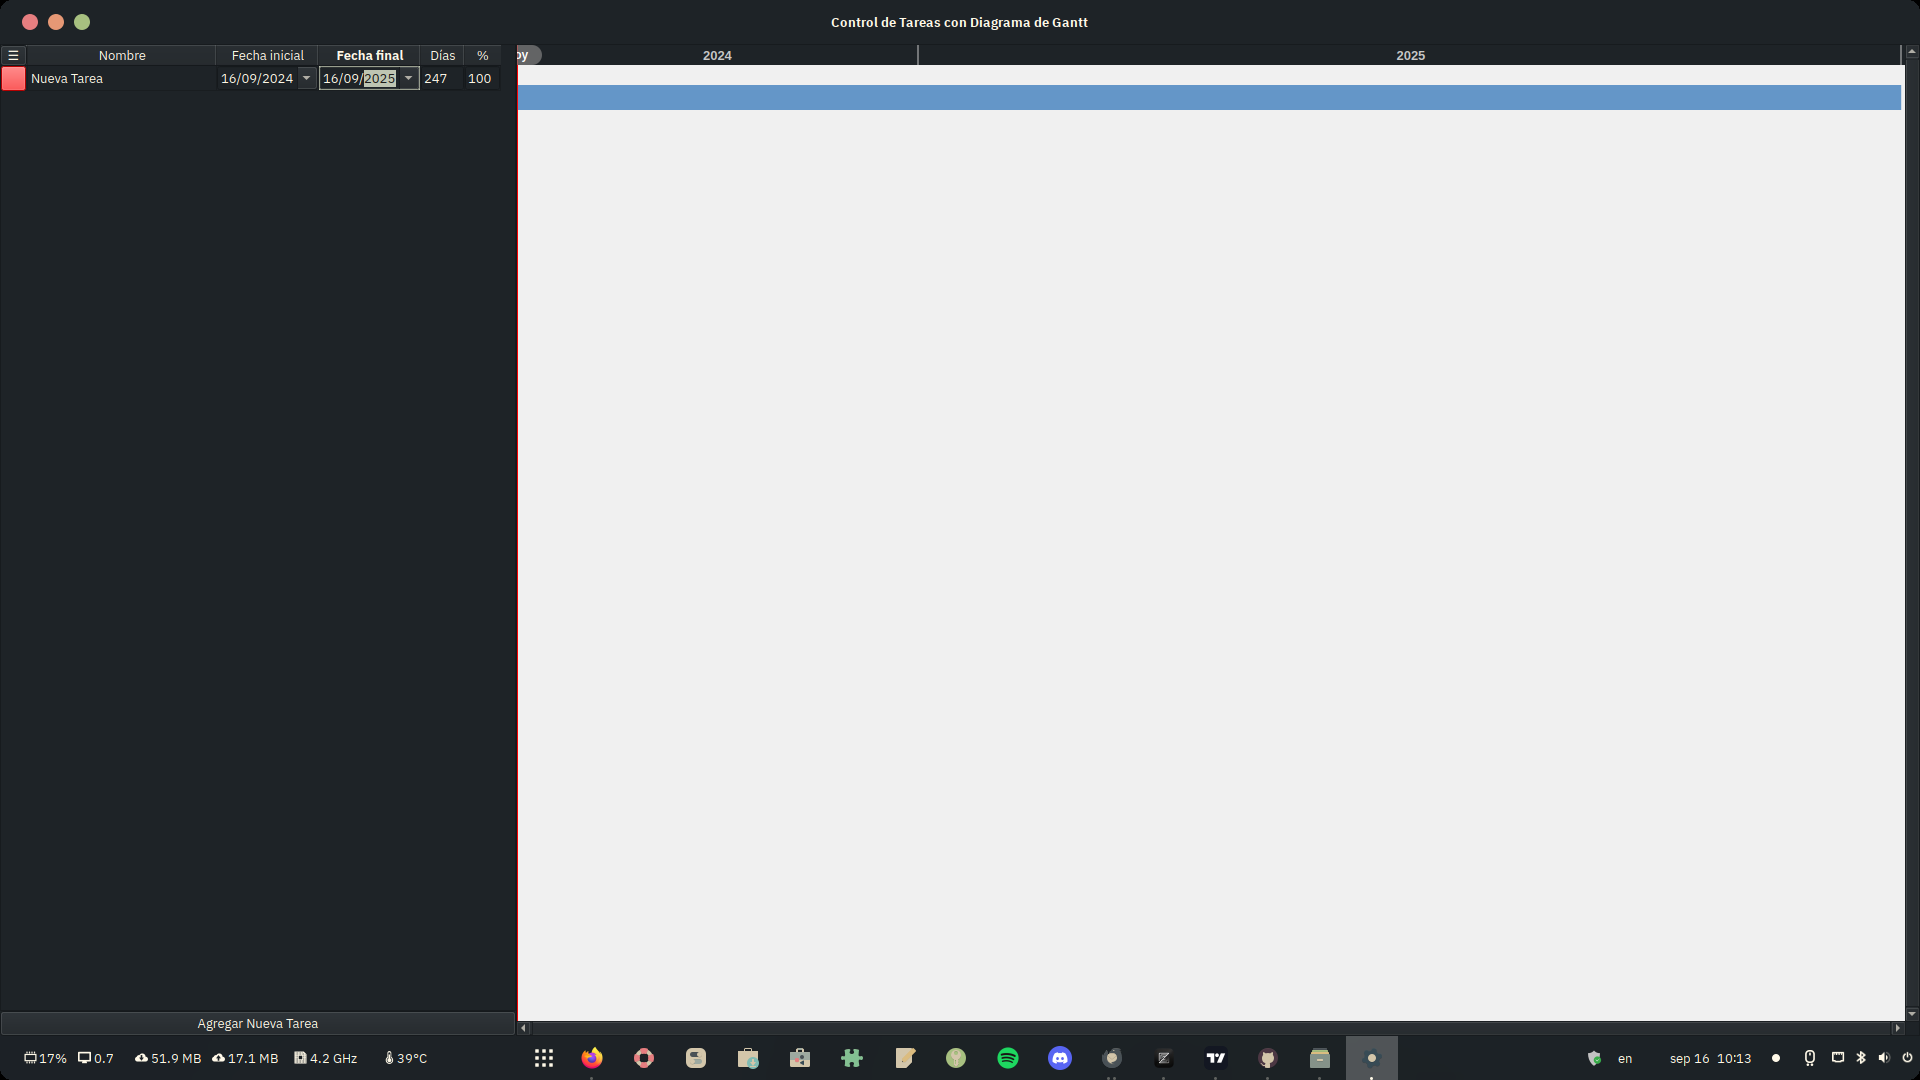 Control de Tareas con Diagrama de Gantt
☰ Nombre Fecha inicial Fecha final Días %
oy 2024 2025
Nueva Tarea 16/09/2024 16/09/2025 247 100
Agregar Nueva Tarea
17% 0.7 51.9 MB 17.1 MB 4.2 GHz 39°C
en sep 16 10:13